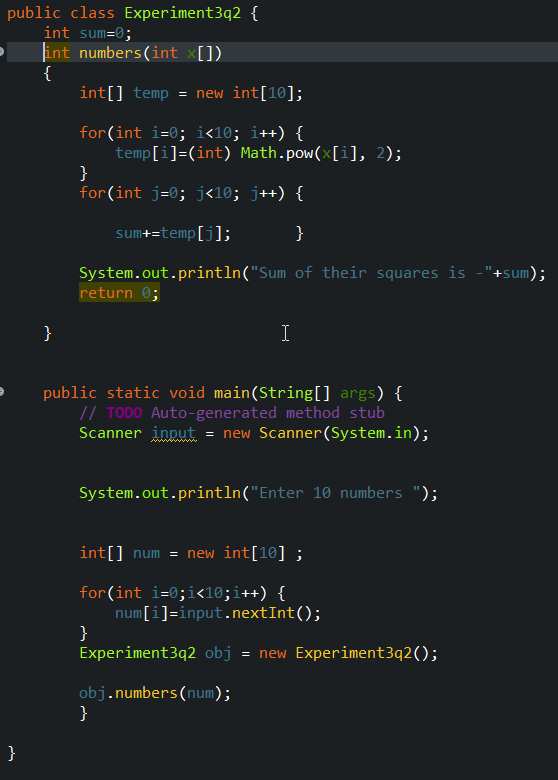 public class Experiment3q2 {
int sum=0;
int numbers(int x[])
{
int[] temp = new int[10];
for(int i=0; i<10; i++) {
temp[i]=(int) Math.pow(x[i], 2);
}
for(int j=0; j<10; j++) {
sum+=temp[j]; }
System.out.println("Sum of their squares is -"+sum);
return 0;
}
public static void main(String[] args) {
// TODO Auto-generated method stub
Scanner input = new Scanner(System.in);
System.out.println("Enter 10 numbers ");
int[] num = new int[10] ;
for(int i=0;i<10;i++) {
num[i]=input.nextInt();
}
Experiment3q2 obj = new Experiment3q2();
obj.numbers(num);
}
}